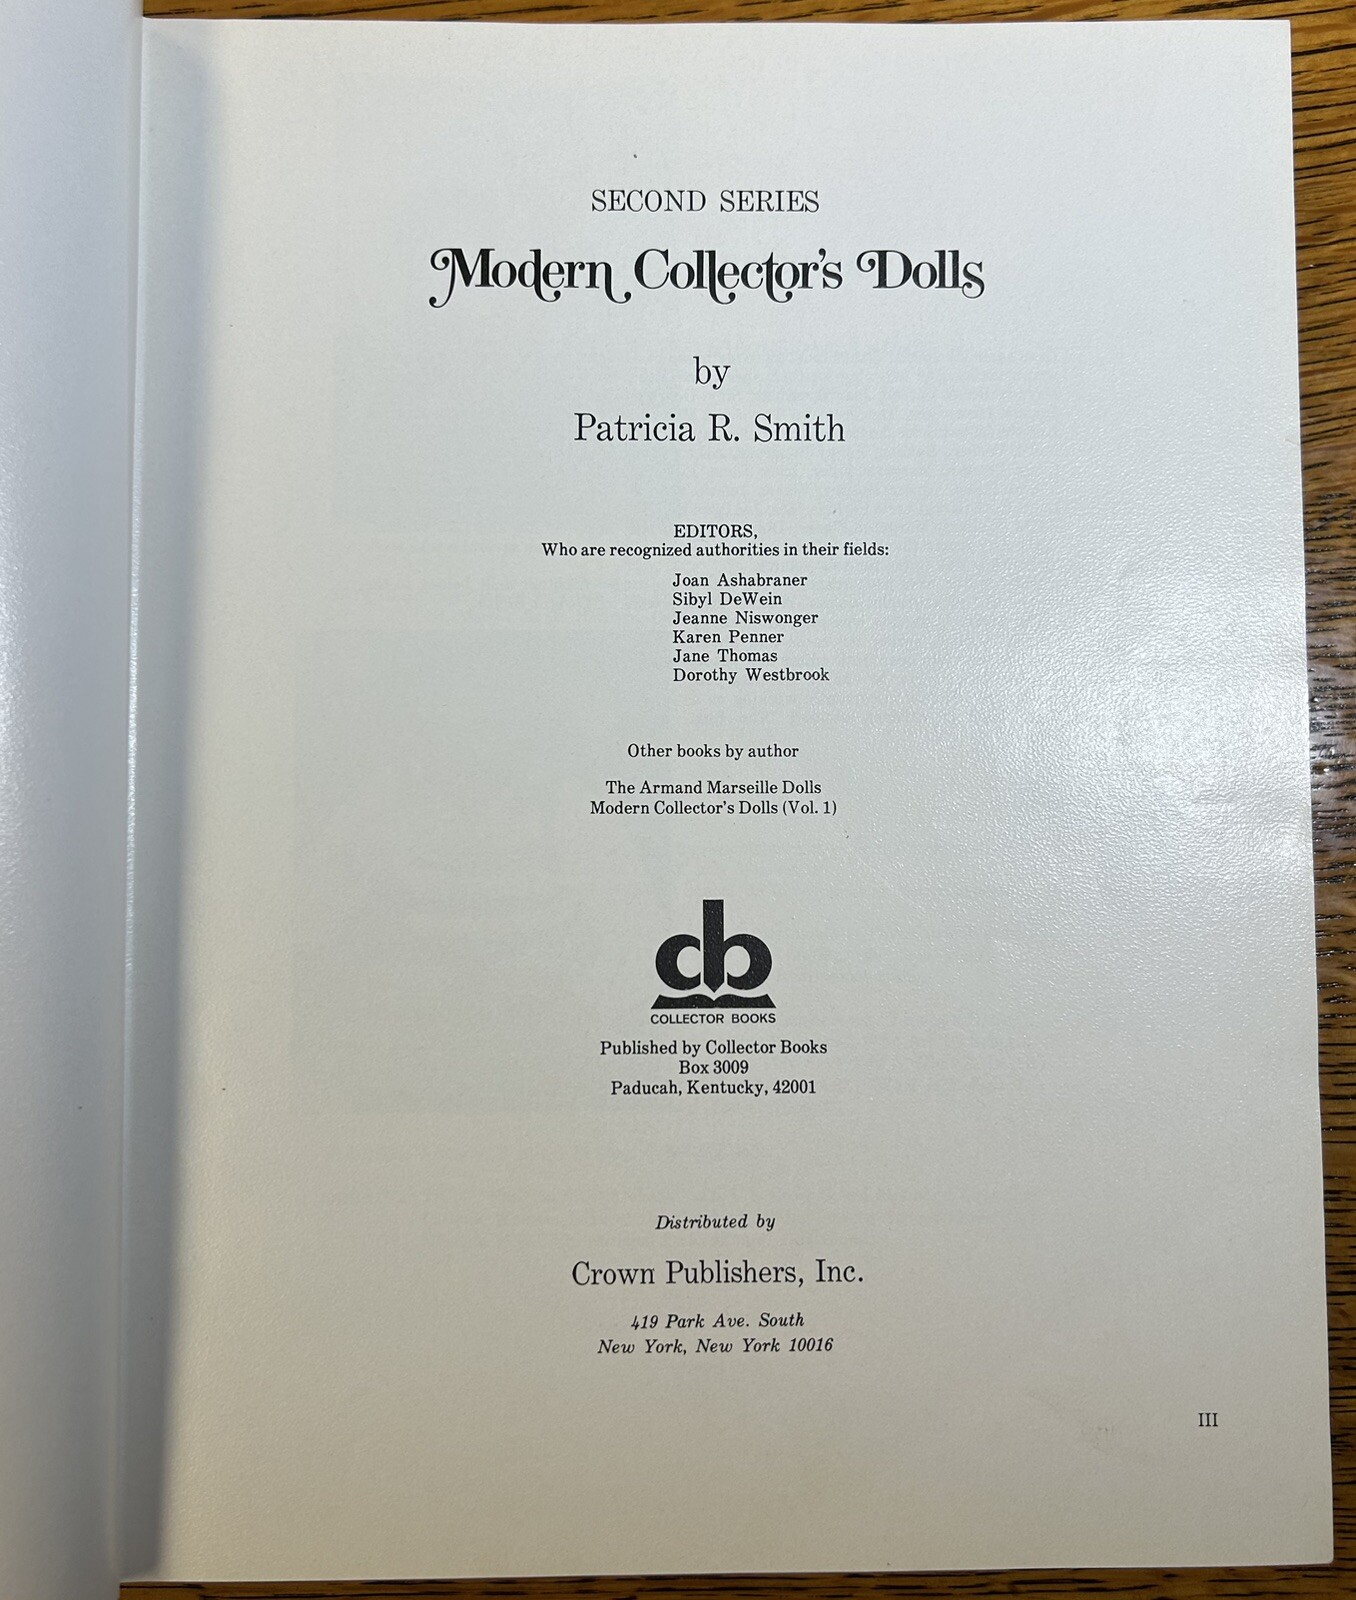 SECOND SERIES
Modern Collector's Dolls
by
Patricia R. Smith
EDITORS,
Who are recognized authorities in their fields:
Joan Ashabraner
Sibyl DeWein
Jeanne Niswonger
Karen Penner
Jane Thomas
Dorothy Westbrook
Other books by author
The Armand Marseille Dolls
Modern Collector's Dolls (Vol. 1)
cb
COLLECTOR BOOKS
Published by Collector Books
Box 3009
Paducah, Kentucky, 42001
Distributed by
Crown Publishers, Inc.
419 Park Ave. South
New York, New York 10016
III